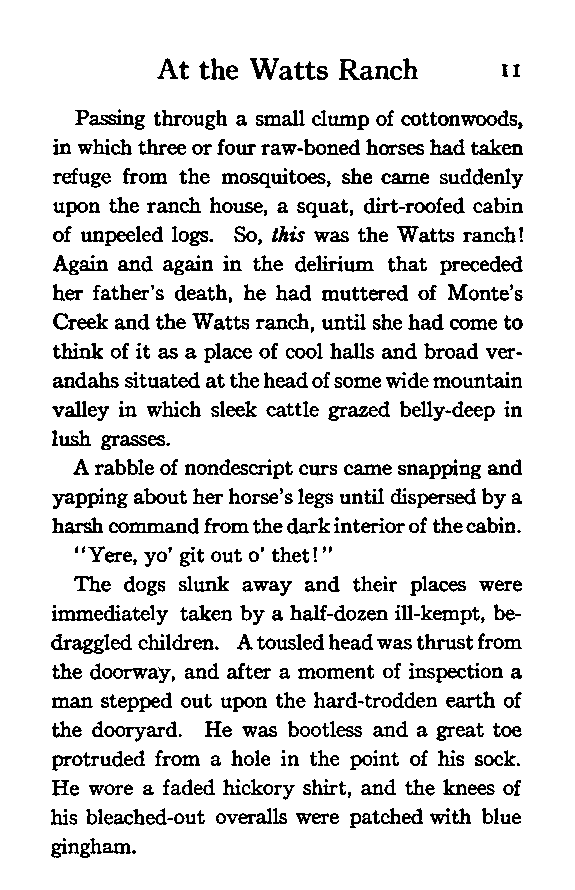 At the Watts Ranch 11
Passing through a small clump of cottonwoods,
in which three or four raw-boned horses had taken
refuge from the mosquitoes, she came suddenly
upon the ranch house, a squat, dirt-roofed cabin
of unpeeled logs. So, this was the Watts ranch!
Again and again in the delirium that preceded
her father's death, he had muttered of Monte's
Creek and the Watts ranch, until she had come to
think of it as a place of cool halls and broad ver-
andahs situated at the head of some wide mountain
valley in which sleek cattle grazed belly-deep in
lush grasses.
A rabble of nondescript curs came snapping and
yapping about her horse's legs until dispersed by a
harsh command from the dark interior of the cabin.
"Yere, yo' git out o' thet!"
The dogs slunk away and their places were
immediately taken by a half-dozen ill-kempt, be-
draggled children. A tousled head was thrust from
the doorway, and after a moment of inspection a
man stepped out upon the hard-trodden earth of
the dooryard. He was bootless and a great toe
protruded from a hole in the point of his sock.
He wore a faded hickory shirt, and the knees of
his bleached-out overalls were patched with blue
gingham.